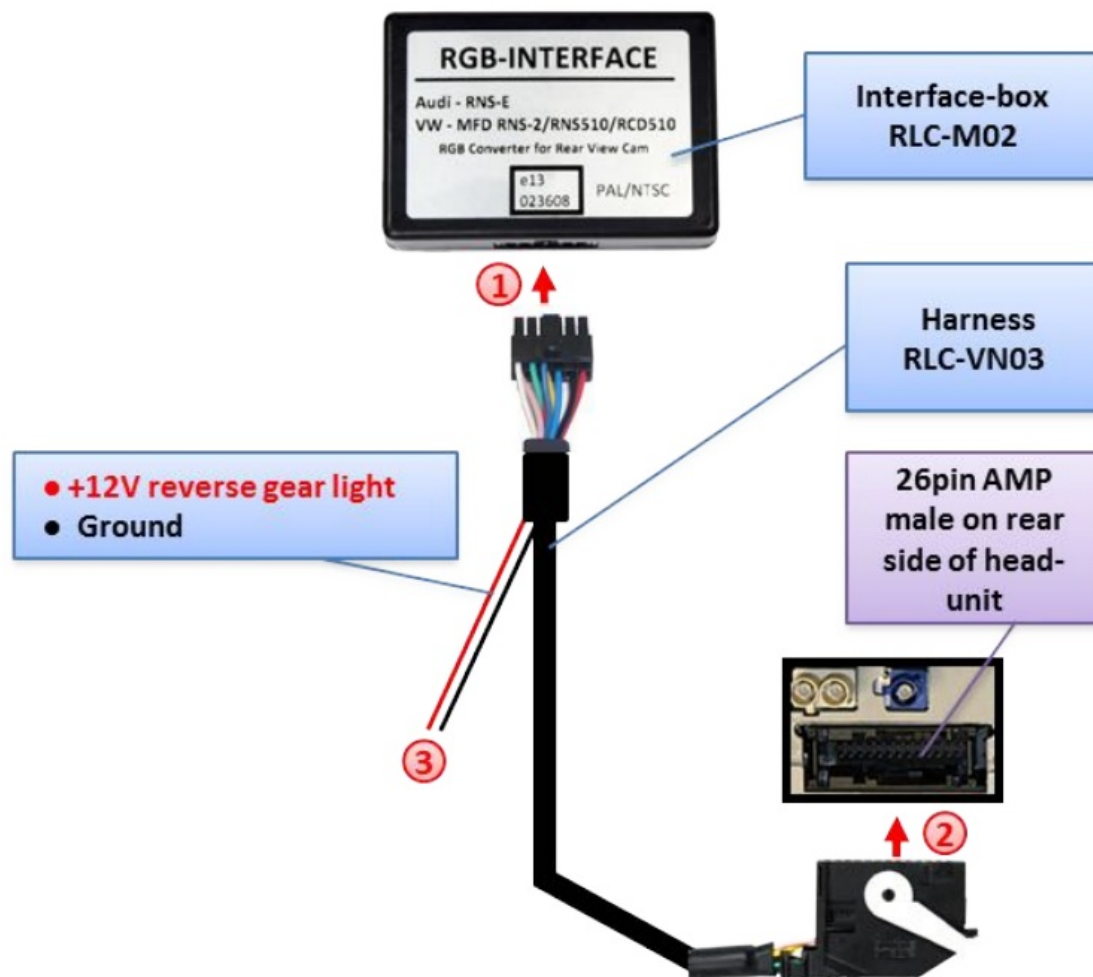 RGB-INTERFACE
Audi - RNS-E
VW - MFD RNS-2/RNS510/RCD510
RGB Converter for Rear View Cam
e13
023608
PAL/NTSC
Interface-box
RLC-M02
1
Harness
RLC-VN03
• +12V reverse gear light
• Ground
26pin AMP
male on rear
side of head-
unit
3
2